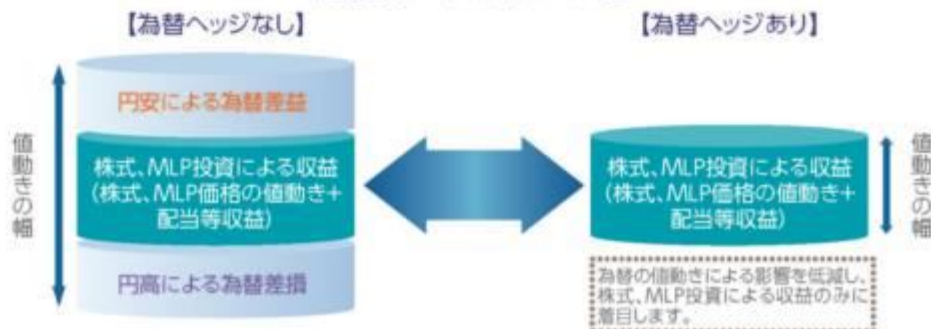 【為替ヘッジなし】
【為替ヘッジあり】
円安による為替差益
値動きの幅
株式、MLP投資による収益
(株式、MLP価格の値動き+
配当等収益)
円高による為替差損
株式、MLP投資による収益
(株式、MLP価格の値動き+
配当等収益)
値動きの幅
為替の値動きによる影響を低減し、
株式、MLP投資による収益のみに
着目します。